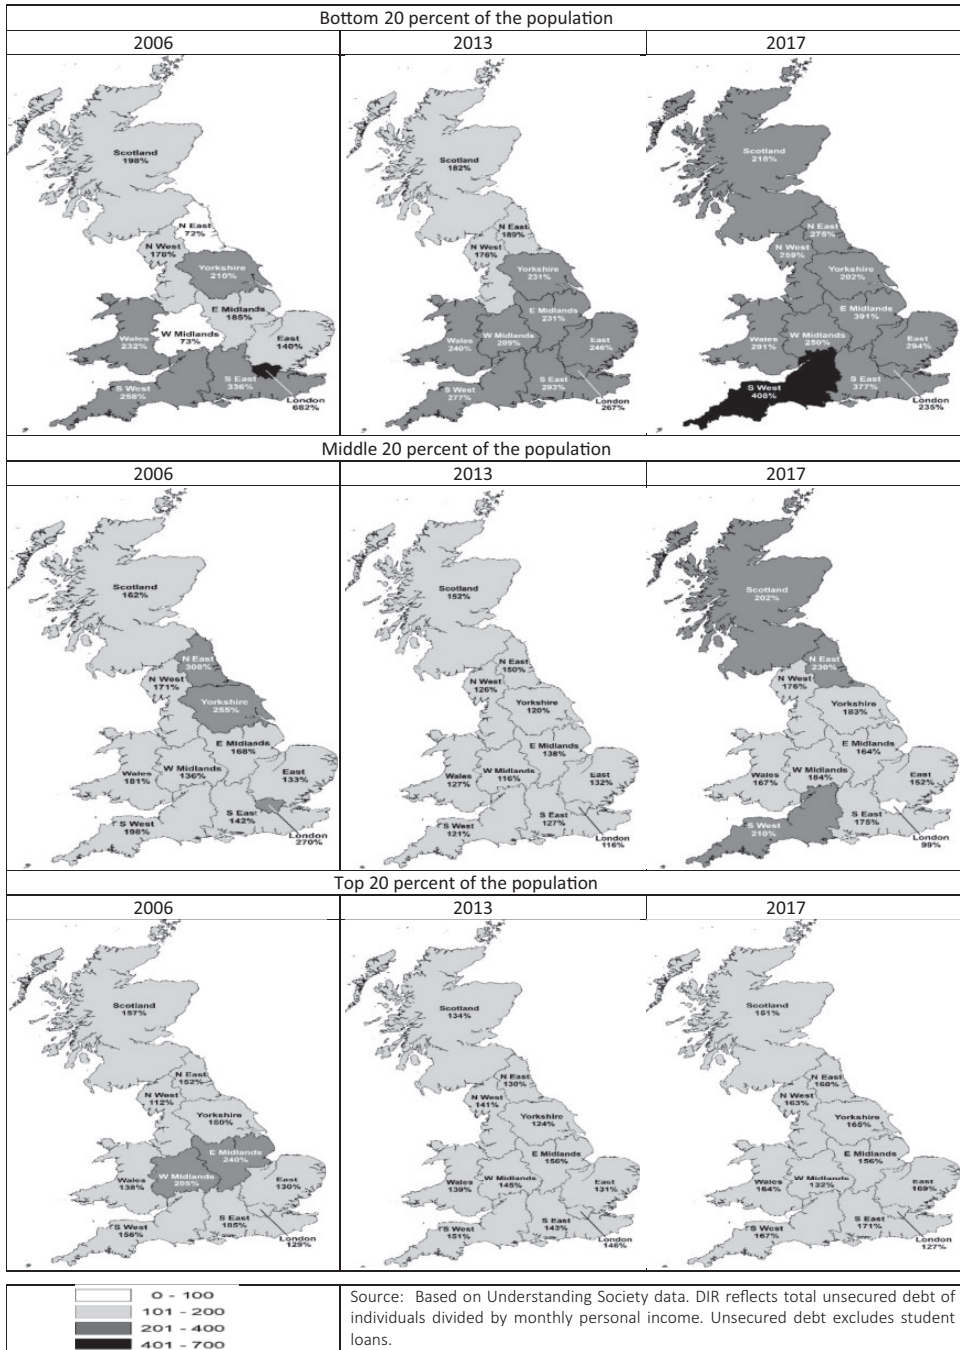 Bottom 20 percent of the population
2006
2013
2017
Scotland
198%
N East
72%
N West
178%
Yorkshire
210%
E Midlands
185%
W Midlands
73%
Wales
232%
East
140%
S West
258%
S East
336%
London
682%
Scotland
182%
N East
189%
N West
176%
Yorkshire
231%
E Midlands
231%
W Midlands
209%
Wales
240%
East
246%
S West
277%
S East
293%
London
267%
Scotland
218%
N East
278%
N West
259%
Yorkshire
202%
E Midlands
391%
W Midlands
250%
Wales
291%
East
294%
S West
408%
S East
377%
London
235%
Middle 20 percent of the population
2006
2013
2017
Scotland
162%
N East
308%
N West
171%
Yorkshire
255%
E Midlands
168%
W Midlands
136%
Wales
181%
East
133%
S West
198%
S East
142%
London
270%
Scotland
152%
N East
150%
N West
126%
Yorkshire
120%
E Midlands
138%
W Midlands
116%
Wales
127%
East
132%
S West
121%
S East
127%
London
116%
Scotland
202%
N East
230%
N West
176%
Yorkshire
183%
E Midlands
164%
W Midlands
184%
Wales
167%
East
152%
S West
210%
S East
175%
London
99%
Top 20 percent of the population
2006
2013
2017
Scotland
157%
N East
152%
N West
112%
Yorkshire
180%
E Midlands
240%
W Midlands
205%
Wales
138%
East
130%
S West
156%
S East
185%
London
129%
Scotland
134%
N East
130%
N West
141%
Yorkshire
124%
E Midlands
156%
W Midlands
145%
Wales
139%
East
131%
S West
151%
S East
143%
London
146%
Scotland
151%
N East
160%
N West
163%
Yorkshire
165%
E Midlands
156%
W Midlands
132%
Wales
164%
East
169%
S West
167%
S East
171%
London
127%
0 - 100
101 - 200
201 - 400
401 - 700
Source: Based on Understanding Society data. DIR reflects total unsecured debt of
individuals divided by monthly personal income. Unsecured debt excludes student
loans.